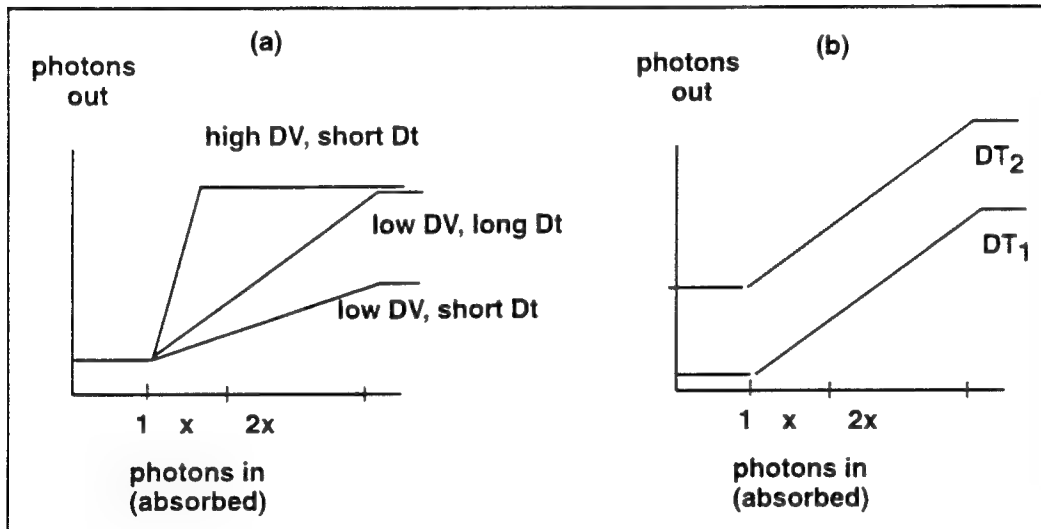 (a)
photons
out
high DV, short Dt
low DV, long Dt
low DV, short Dt
1 x 2x
photons in
(absorbed)
(b)
photons
out
DT₂
DT₁
1 x 2x
photons in
(absorbed)